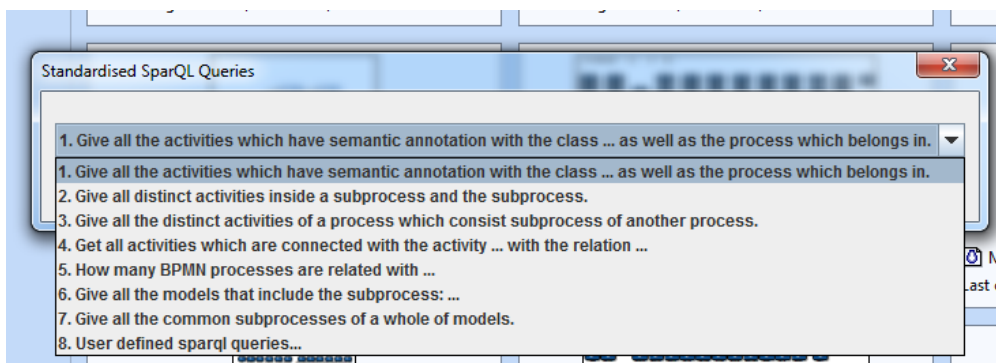 Standardised SparQL Queries
1. Give all the activities which have semantic annotation with the class ... as well as the process which belongs in.
1. Give all the activities which have semantic annotation with the class ... as well as the process which belongs in.
2. Give all distinct activities inside a subprocess and the subprocess.
3. Give all the distinct activities of a process which consist subprocess of another process.
4. Get all activities which are connected with the activity ... with the relation ...
5. How many BPMN processes are related with ...
6. Give all the models that include the subprocess: ...
7. Give all the common subprocesses of a whole of models.
8. User defined sparql queries...